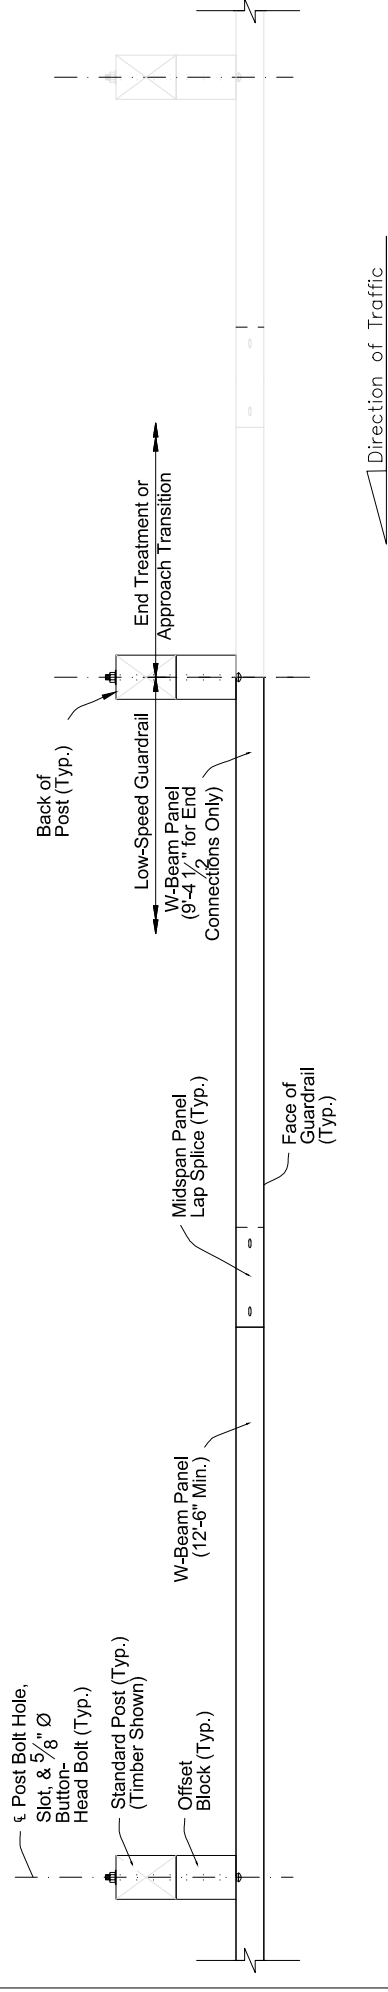 ℄ Post Bolt Hole,
Slot, & 5/8" Ø
Button-
Head Bolt (Typ.)
Standard Post (Typ.)
(Timber Shown)
Offset
Block (Typ.)
W-Beam Panel
(12'-6" Min.)
Midspan Panel
Lap Splice (Typ.)
Face of
Guardrail
(Typ.)
Back of
Post (Typ.)
Low-Speed Guardrail
W-Beam Panel
(9'-4 1/2" for End
Connections Only)
End Treatment or
Approach Transition
Direction of Traffic